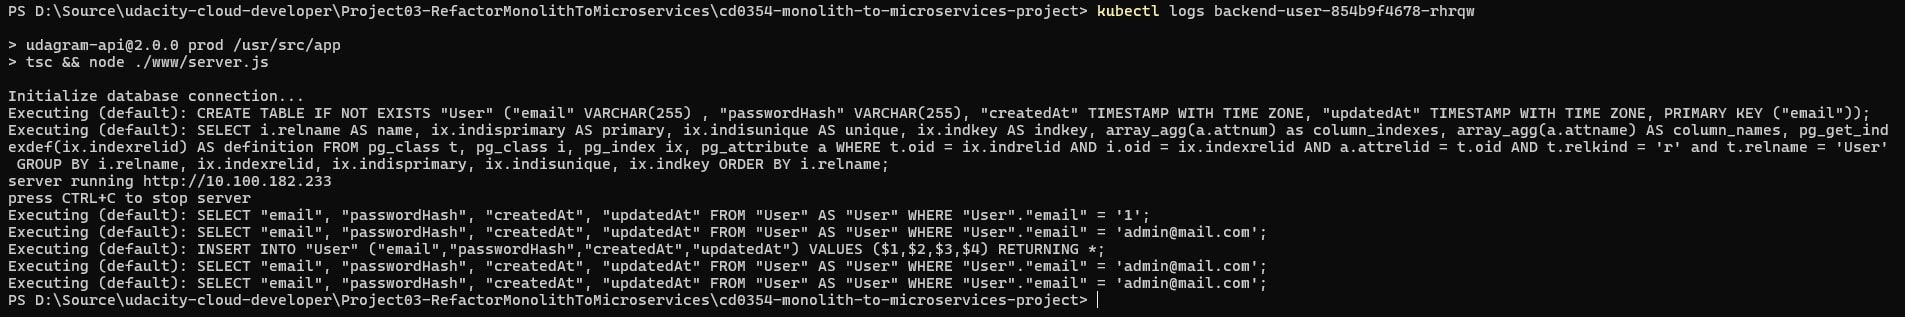 PS D:\Source\udacity-cloud-developer\Project03-RefactorMonolithToMicroservices\cd0354-monolith-to-microservices-project> kubectl logs backend-user-854b9f4678-rhrqw
> udagram-api@2.0.0 prod /usr/src/app
> tsc && node ./www/server.js
Initialize database connection...
Executing (default): CREATE TABLE IF NOT EXISTS "User" ("email" VARCHAR(255) , "passwordHash" VARCHAR(255), "createdAt" TIMESTAMP WITH TIME ZONE, "updatedAt" TIMESTAMP WITH TIME ZONE, PRIMARY KEY ("email"));
Executing (default): SELECT i.relname AS name, ix.indisprimary AS primary, ix.indisunique AS unique, ix.indkey AS indkey, array_agg(a.attnum) as column_indexes, array_agg(a.attname) AS column_names, pg_get_ind
exdef(ix.indexrelid) AS definition FROM pg_class t, pg_class i, pg_index ix, pg_attribute a WHERE t.oid = ix.indrelid AND i.oid = ix.indexrelid AND a.attrelid = t.oid AND t.relkind = 'r' and t.relname = 'User'
 GROUP BY i.relname, ix.indexrelid, ix.indisprimary, ix.indisunique, ix.indkey ORDER BY i.relname;
server running http://10.100.182.233
press CTRL+C to stop server
Executing (default): SELECT "email", "passwordHash", "createdAt", "updatedAt" FROM "User" AS "User" WHERE "User"."email" = '1';
Executing (default): SELECT "email", "passwordHash", "createdAt", "updatedAt" FROM "User" AS "User" WHERE "User"."email" = 'admin@mail.com';
Executing (default): INSERT INTO "User" ("email","passwordHash","createdAt","updatedAt") VALUES ($1,$2,$3,$4) RETURNING *;
Executing (default): SELECT "email", "passwordHash", "createdAt", "updatedAt" FROM "User" AS "User" WHERE "User"."email" = 'admin@mail.com';
Executing (default): SELECT "email", "passwordHash", "createdAt", "updatedAt" FROM "User" AS "User" WHERE "User"."email" = 'admin@mail.com';
PS D:\Source\udacity-cloud-developer\Project03-RefactorMonolithToMicroservices\cd0354-monolith-to-microservices-project>